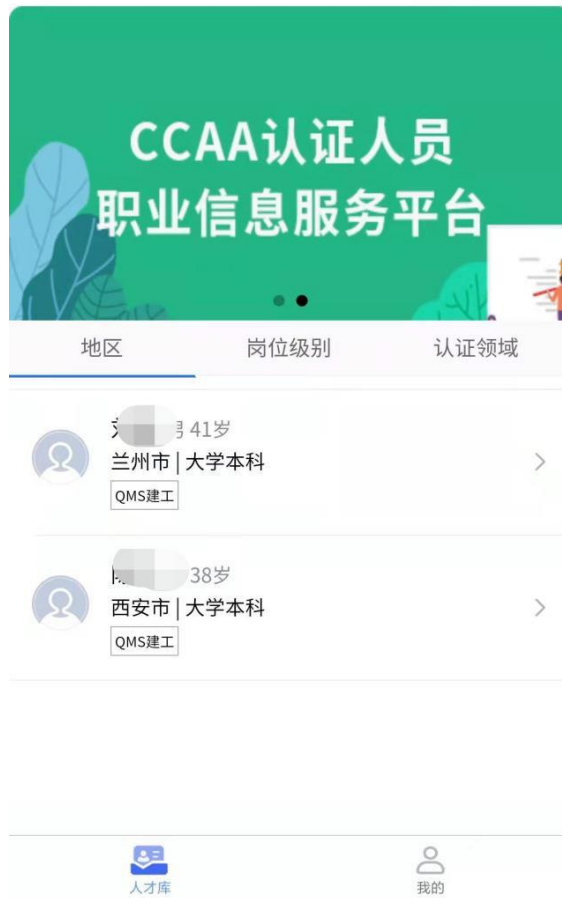 CCAA认证人员
职业信息服务平台
地区
岗位级别
认证领域
41岁
兰州市 | 大学本科
QMS建工
38岁
西安市 | 大学本科
QMS建工
人才库
我的